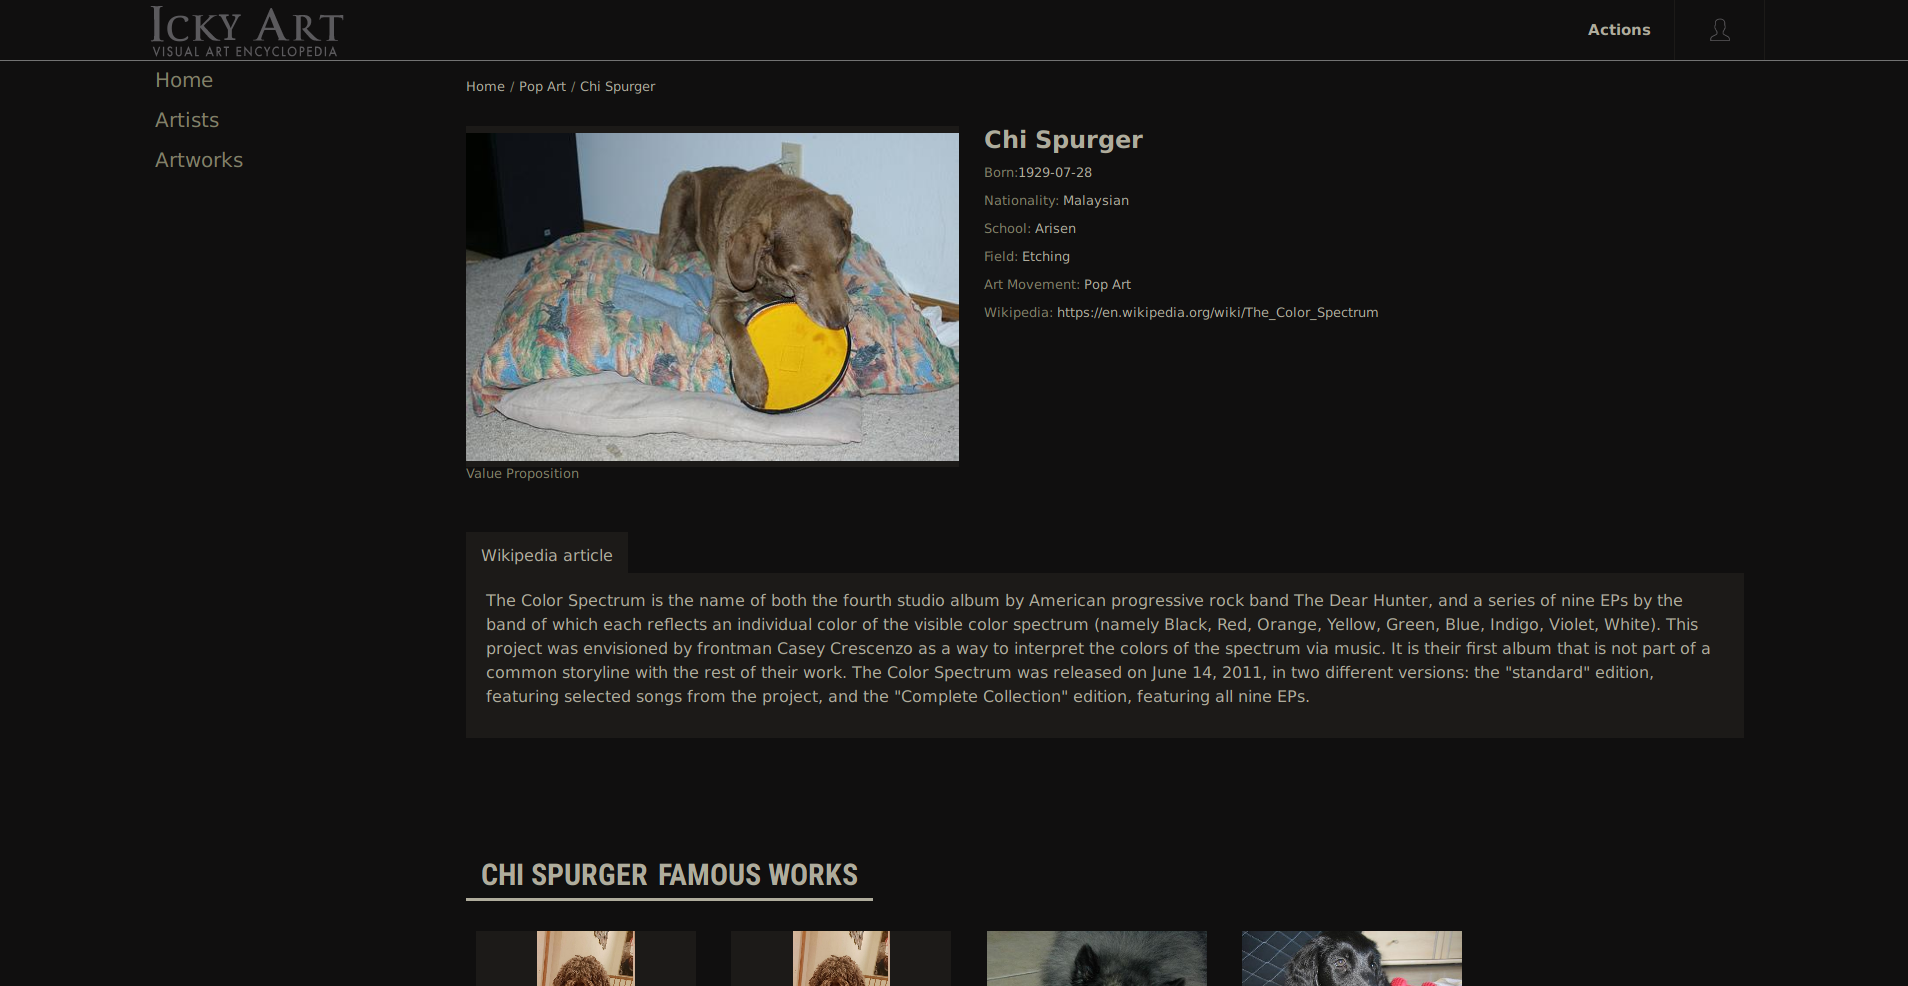 Icky Art
VISUAL ART ENCYCLOPEDIA
Actions
Home
Artists
Artworks
Home / Pop Art / Chi Spurger
Chi Spurger
Born:1929-07-28
Nationality: Malaysian
School: Arisen
Field: Etching
Art Movement: Pop Art
Wikipedia: https://en.wikipedia.org/wiki/The_Color_Spectrum
Value Proposition
Wikipedia article
The Color Spectrum is the name of both the fourth studio album by American progressive rock band The Dear Hunter, and a series of nine EPs by the
band of which each reflects an individual color of the visible color spectrum (namely Black, Red, Orange, Yellow, Green, Blue, Indigo, Violet, White). This
project was envisioned by frontman Casey Crescenzo as a way to interpret the colors of the spectrum via music. It is their first album that is not part of a
common storyline with the rest of their work. The Color Spectrum was released on June 14, 2011, in two different versions: the "standard" edition,
featuring selected songs from the project, and the "Complete Collection" edition, featuring all nine EPs.
CHI SPURGER FAMOUS WORKS